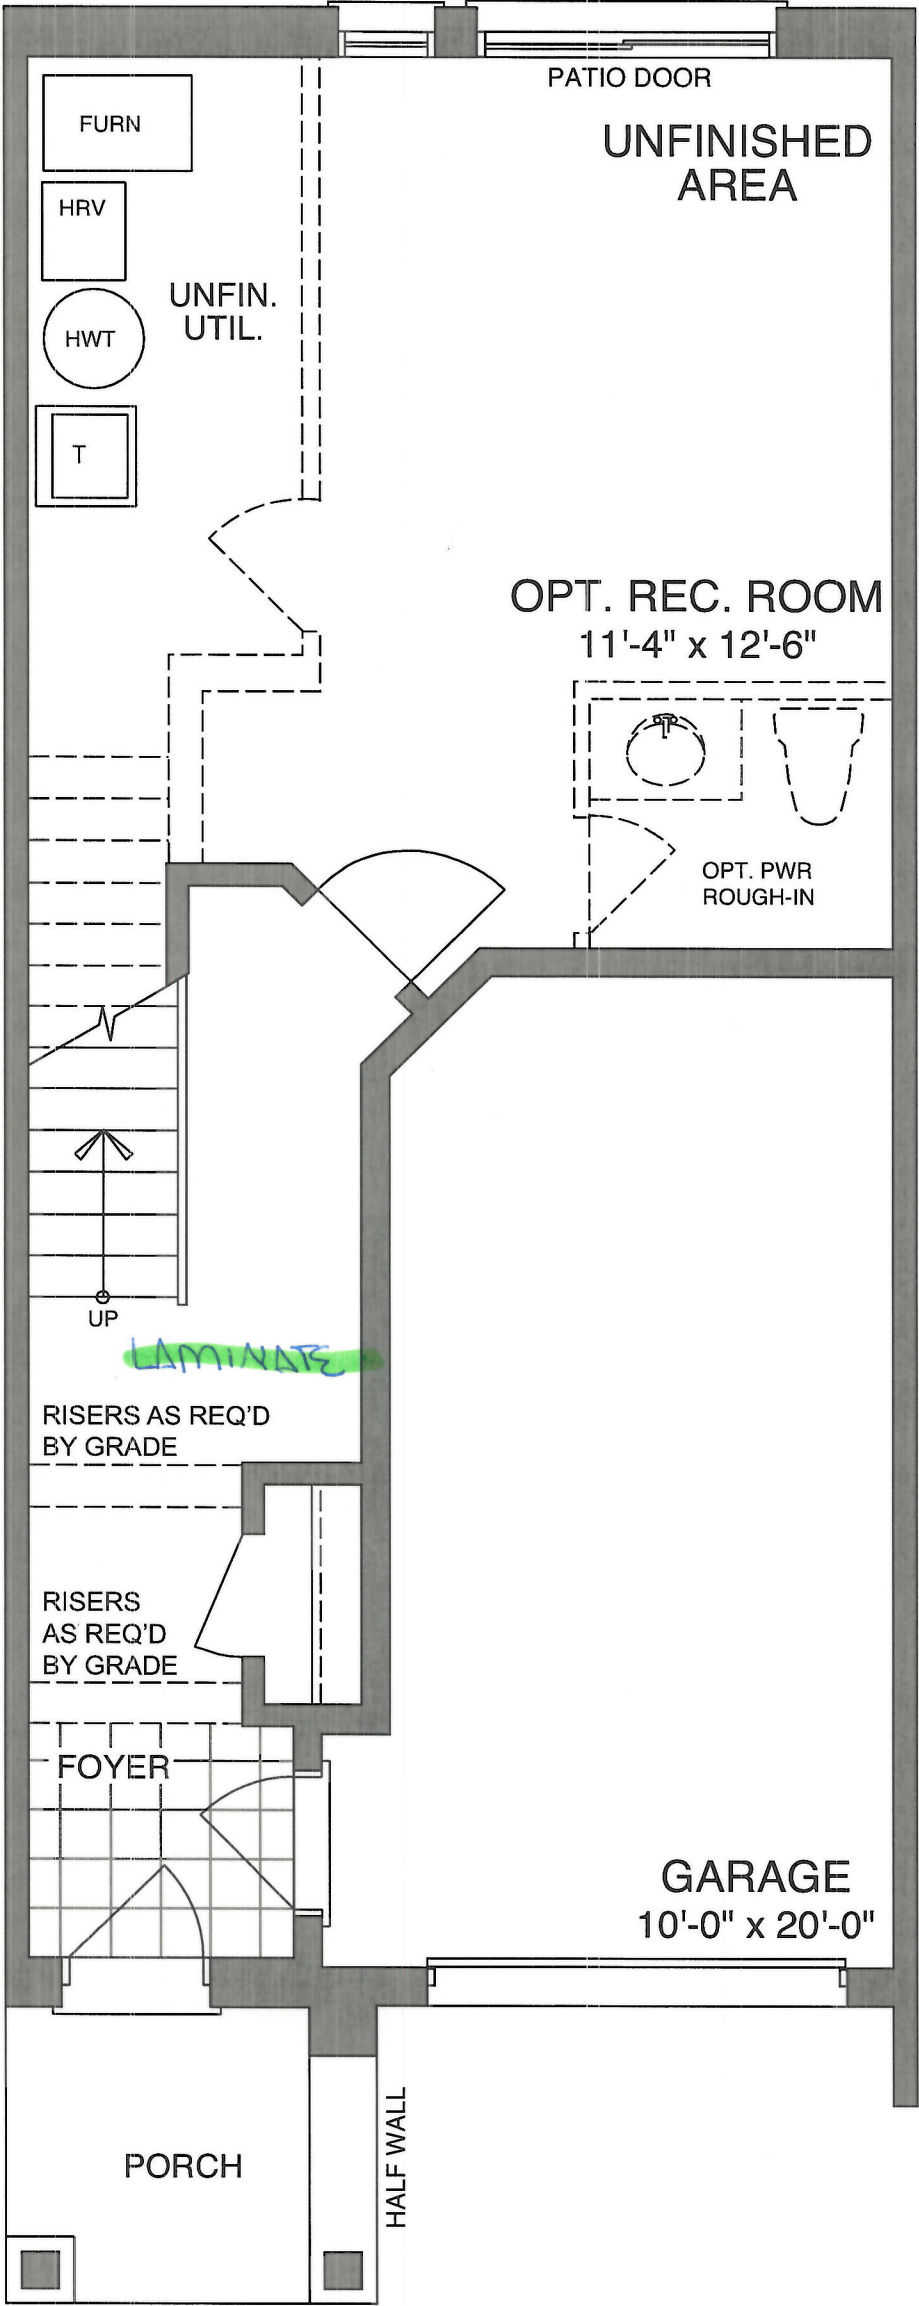 PATIO DOOR
FURN
UNFINISHED
AREA
HRV
UNFIN.
UTIL.
HWT
T
OPT. REC. ROOM
11'-4" x 12'-6"
OPT. PWR
ROUGH-IN
UP
LAMINATE
RISERS AS REQ'D
BY GRADE
RISERS
AS REQ'D
BY GRADE
FOYER
GARAGE
10'-0" x 20'-0"
HALF WALL
PORCH